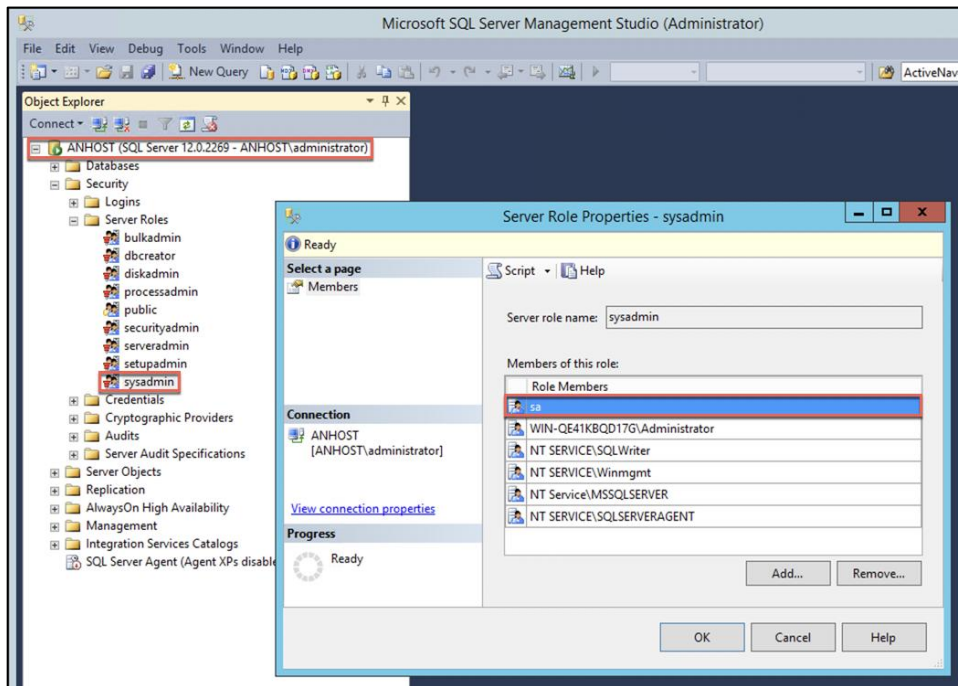 Microsoft SQL Server Management Studio (Administrator)
File Edit View Debug Tools Window Help
New Query
ActiveNav
Object Explorer
Connect
ANHOST (SQL Server 12.0.2269 - ANHOST\administrator)
Databases
Security
Logins
Server Roles
bulkadmin
dbcreator
diskadmin
processadmin
public
securityadmin
serveradmin
setupadmin
sysadmin
Credentials
Cryptographic Providers
Audits
Server Audit Specifications
Server Objects
Replication
AlwaysOn High Availability
Management
Integration Services Catalogs
SQL Server Agent (Agent XPs disable
Server Role Properties - sysadmin
Ready
Select a page
Members
Script Help
Server role name: sysadmin
Members of this role:
Role Members
sa
WIN-QE41KBQD17G\Administrator
NT SERVICE\SQLWriter
NT SERVICE\Winmgmt
NT Service\MSSQLSERVER
NT SERVICE\SQLSERVERAGENT
Connection
ANHOST
[ANHOST\administrator]
View connection properties
Progress
Ready
Add... Remove...
OK Cancel Help